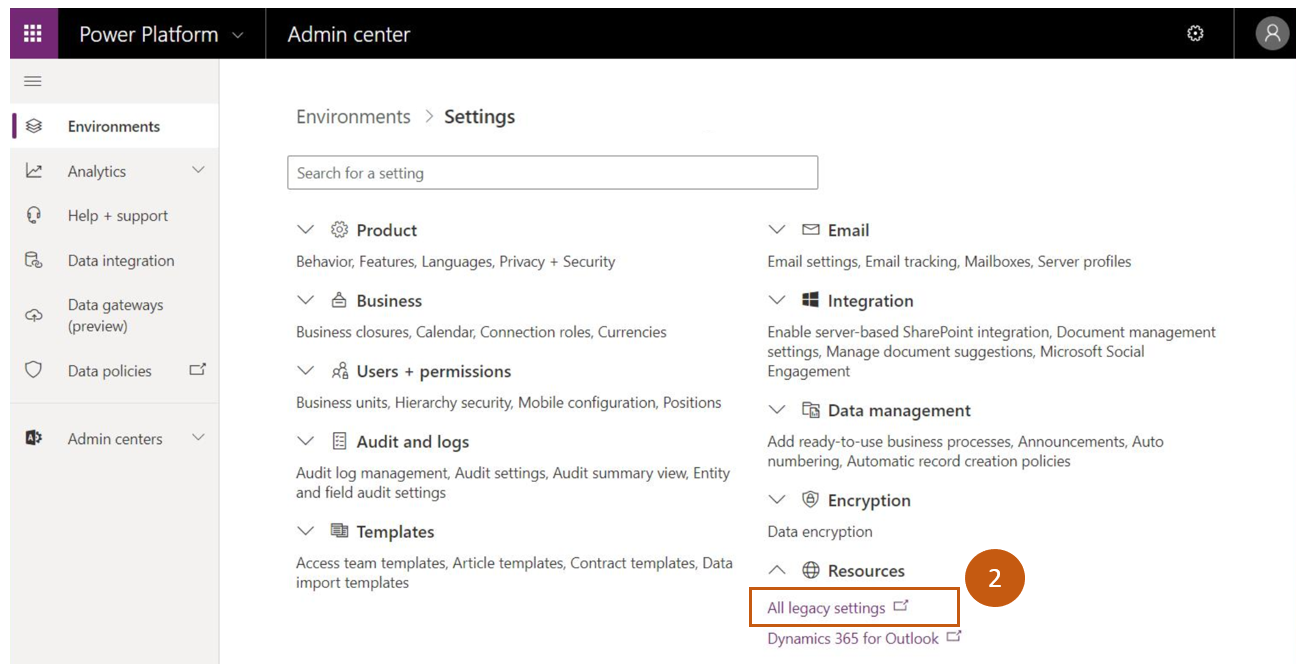 Power Platform
Admin center
Environments
Analytics
Help + support
Data integration
Data gateways
(preview)
Data policies
Admin centers
Environments > Settings
Search for a setting
Product
Behavior, Features, Languages, Privacy + Security
Business
Business closures, Calendar, Connection roles, Currencies
Users + permissions
Business units, Hierarchy security, Mobile configuration, Positions
Audit and logs
Audit log management, Audit settings, Audit summary view, Entity
and field audit settings
Templates
Access team templates, Article templates, Contract templates, Data
import templates
Email
Email settings, Email tracking, Mailboxes, Server profiles
Integration
Enable server-based SharePoint integration, Document management
settings, Manage document suggestions, Microsoft Social
Engagement
Data management
Add ready-to-use business processes, Announcements, Auto
numbering, Automatic record creation policies
Encryption
Data encryption
Resources
2
All legacy settings
Dynamics 365 for Outlook